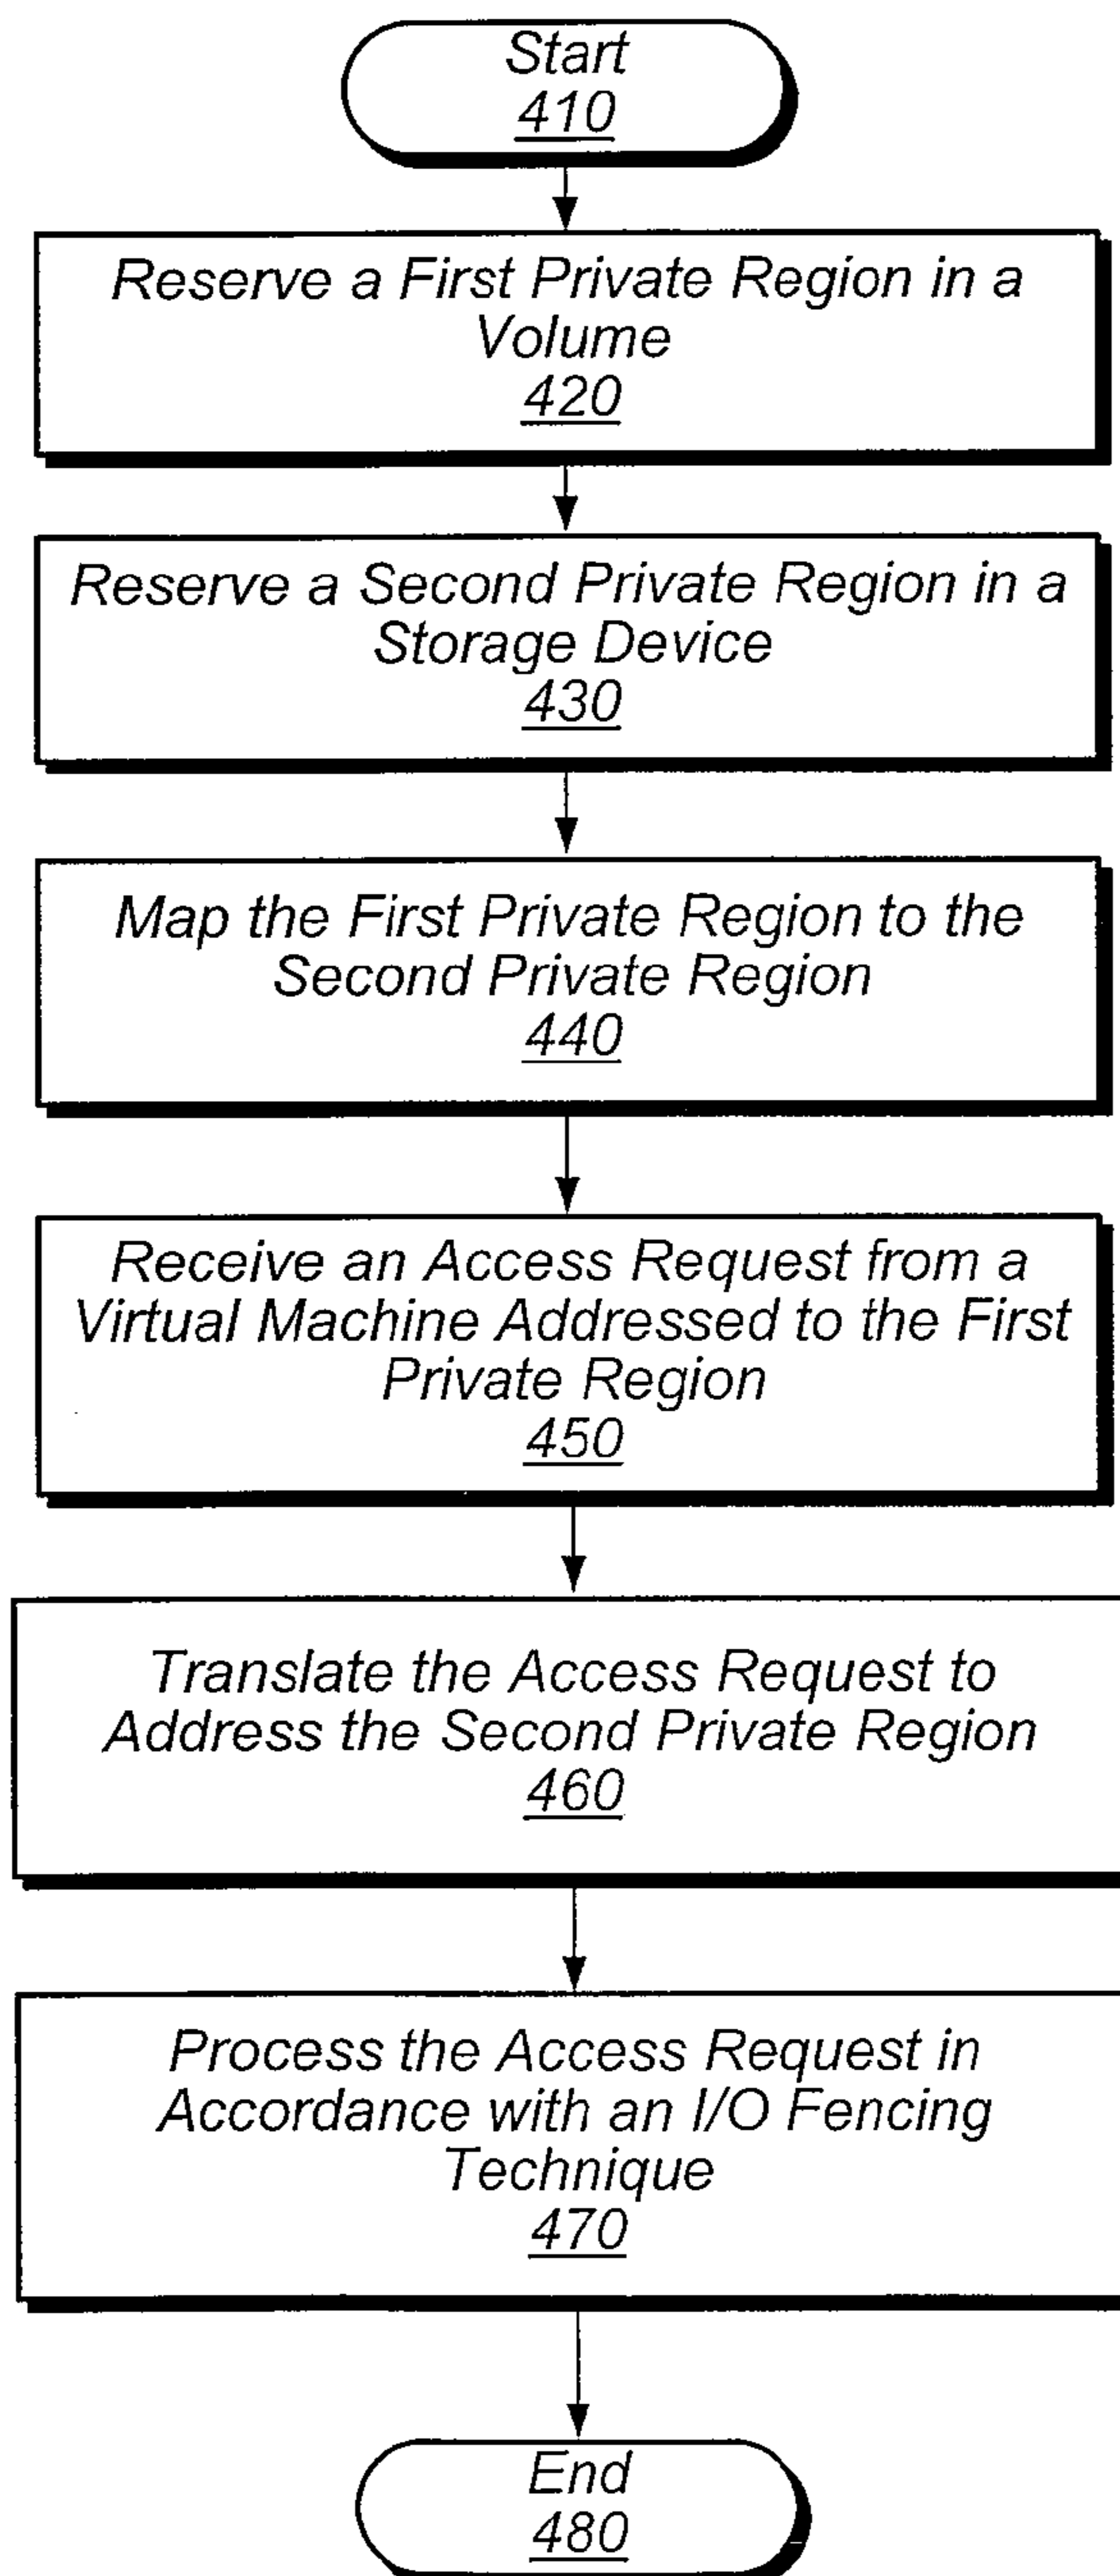 Start
410
Reserve a First Private Region in a
Volume
420
Reserve a Second Private Region in a
Storage Device
430
Map the First Private Region to the
Second Private Region
440
Receive an Access Request from a
Virtual Machine Addressed to the First
Private Region
450
Translate the Access Request to
Address the Second Private Region
460
Process the Access Request in
Accordance with an I/O Fencing
Technique
470
End
480